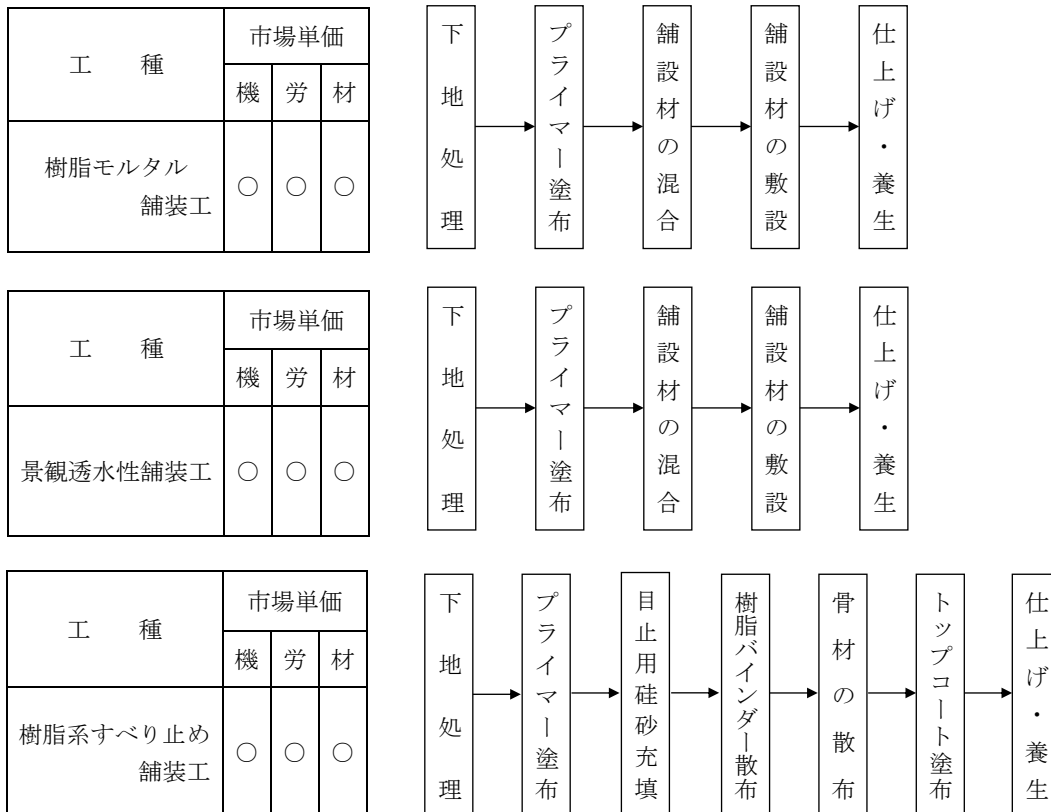 工　種
市場単価
機 労 材
樹脂モルタル
舗装工
○ ○ ○
下地処理
プライマー塗布
舗設材の混合
舗設材の敷設
仕上げ・養生
工　種
市場単価
機 労 材
景観透水性舗装工
○ ○ ○
下地処理
プライマー塗布
舗設材の混合
舗設材の敷設
仕上げ・養生
工　種
市場単価
機 労 材
樹脂系すべり止め
舗装工
○ ○ ○
下地処理
プライマー塗布
目止用硅砂充填
樹脂バインダー散布
骨材の散布
トップコート塗布
仕上げ・養生